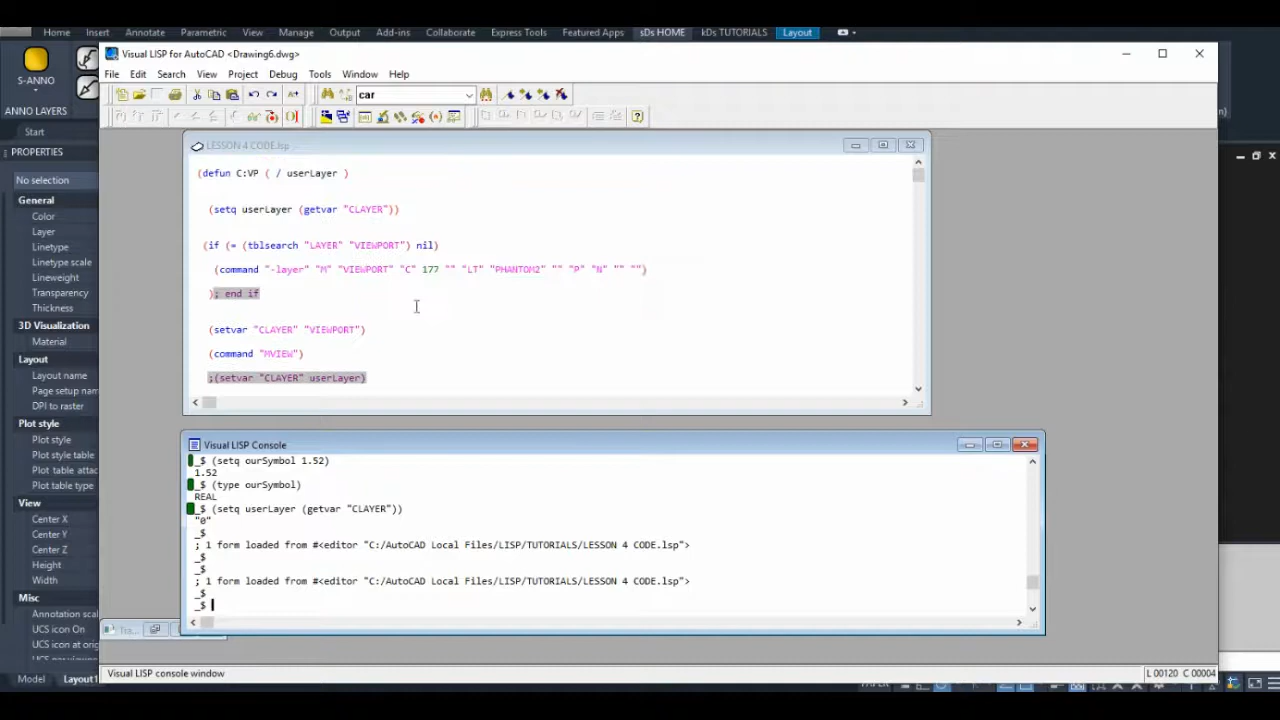 Home Insert Annotate Parametric View Manage Output Add-ins Collaborate Express Tools Featured Apps sDs HOME kDs TUTORIALS Layout
Visual LISP for AutoCAD <Drawing6.dwg>
File Edit Search View Project Debug Tools Window Help
S-ANNO
car
ANNO LAYERS
Start
LESSON 4 CODE.lsp
PROPERTIES
No selection
General
Color
Layer
Linetype
Linetype scale
Lineweight
Transparency
Thickness
3D Visualization
Material
Layout
Layout name
Page setup nam
DPI to raster
Plot style
Plot style
Plot style table
Plot table attac
Plot table type
View
Center X
Center Y
Center Z
Height
Width
Misc
Annotation scal
UCS icon On
UCS icon at orig
(defun C:VP ( / userLayer )
(setq userLayer (getvar "CLAYER"))
(if (= (tblsearch "LAYER" "VIEWPORT") nil)
(command "-layer" "M" "VIEWPORT" "C" 177 "" "LT" "PHANTOM2" "" "P" "N" "" "")
); end if
(setvar "CLAYER" "VIEWPORT")
(command "MVIEW")
;(setvar "CLAYER" userLayer)
Visual LISP Console
_$ (setq ourSymbol 1.52)
1.52
_$ (type ourSymbol)
REAL
_$ (setq userLayer (getvar "CLAYER"))
"0"
_$
; 1 form loaded from #<editor "C:/AutoCAD Local Files/LISP/TUTORIALS/LESSON 4 CODE.lsp">
_$
_$
; 1 form loaded from #<editor "C:/AutoCAD Local Files/LISP/TUTORIALS/LESSON 4 CODE.lsp">
_$
_$
Tra...
Visual LISP console window
L 00120 C 00004
Model Layout1